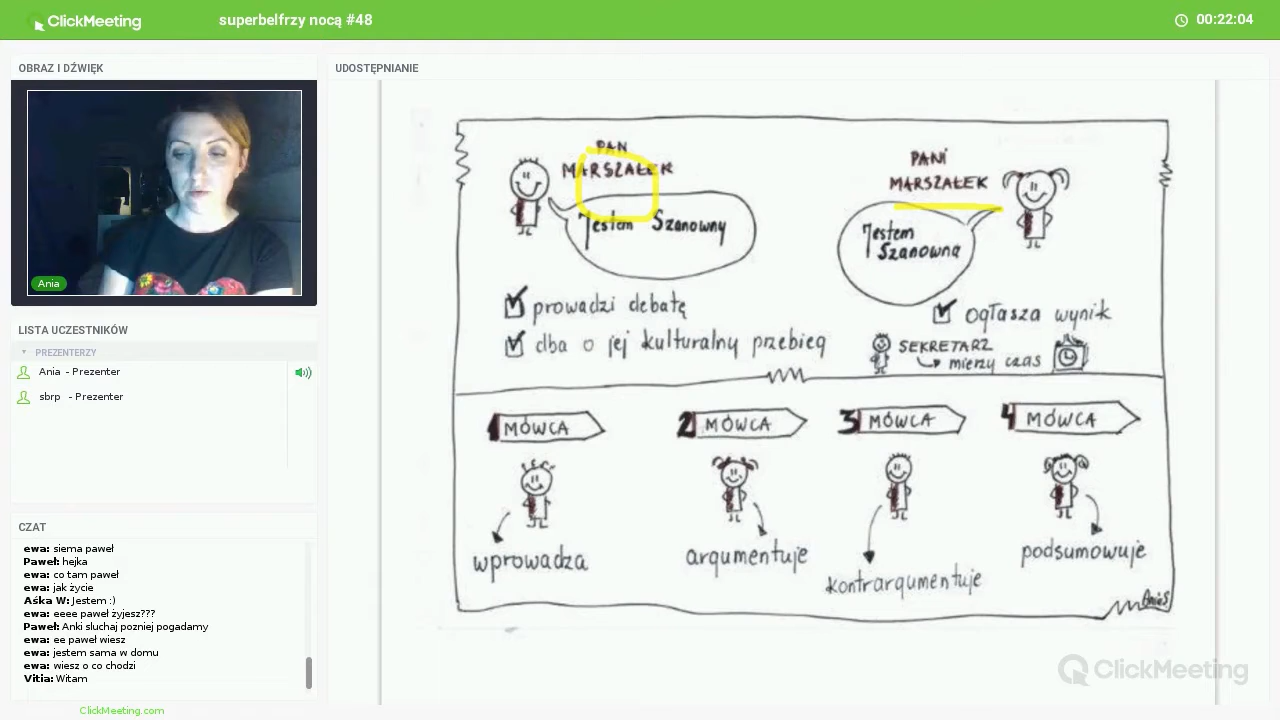 ClickMeeting
superbelfrzy nocą #48
00:22:04
OBRAZ I DŹWIĘK
Ania
LISTA UCZESTNIKÓW
PREZENTERZY
Ania - Prezenter
sbrp - Prezenter
CZAT
ewa: siema paweł
Paweł: hejka
ewa: co tam paweł
ewa: jak życie
Aśka W: Jestem :)
ewa: eeee paweł żyjesz???
Paweł: Anki sluchaj pozniej pogadamy
ewa: ee paweł wiesz
ewa: jestem sama w domu
ewa: wiesz o co chodzi
Vitia: Witam
ClickMeeting.com
UDOSTĘPNIANIE
PAN
MARSZAŁEK
Jestem Szanowny
PANI
MARSZAŁEK
Jestem
Szanowna
prowadzi debatę
dba o jej kulturalny przebieg
ogłasza wynik
SEKRETARZ
mierzy czas
1 MÓWCA
2 MÓWCA
3 MÓWCA
4 MÓWCA
wprowadza
argumentuje
kontrargumentuje
podsumowuje
AniaS
ClickMeeting